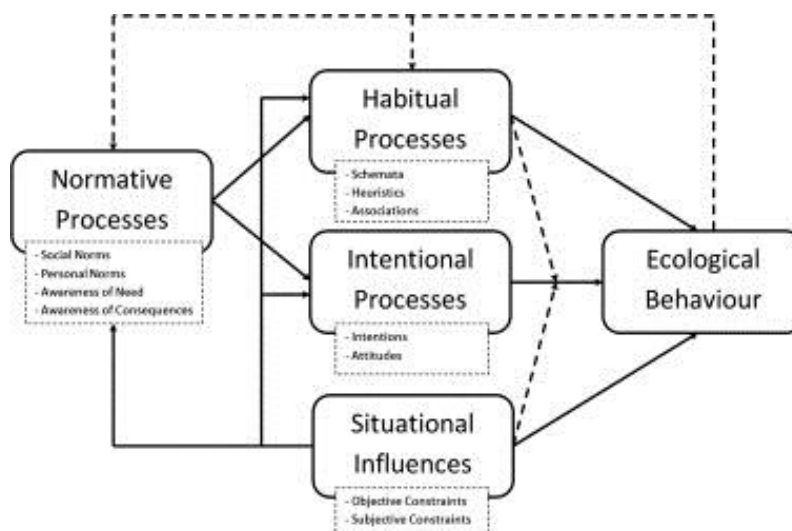 Habitual
Processes
- Schemata
- Heuristics
- Associations
Normative
Processes
- Social Norms
- Personal Norms
- Awareness of Need
- Awareness of Consequences
Intentional
Processes
- Intentions
- Attitudes
Ecological
Behaviour
Situational
Influences
- Objective Constraints
- Subjective Constraints